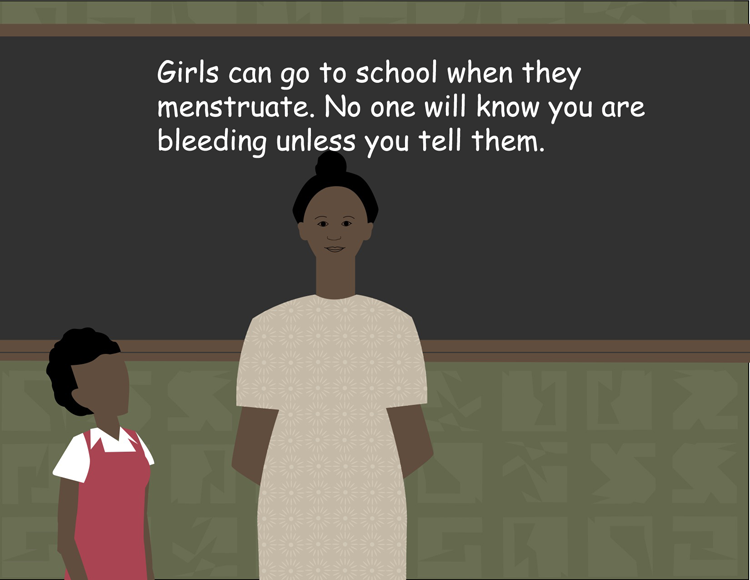 Girls can go to school when they
menstruate. No one will know you are
bleeding unless you tell them.